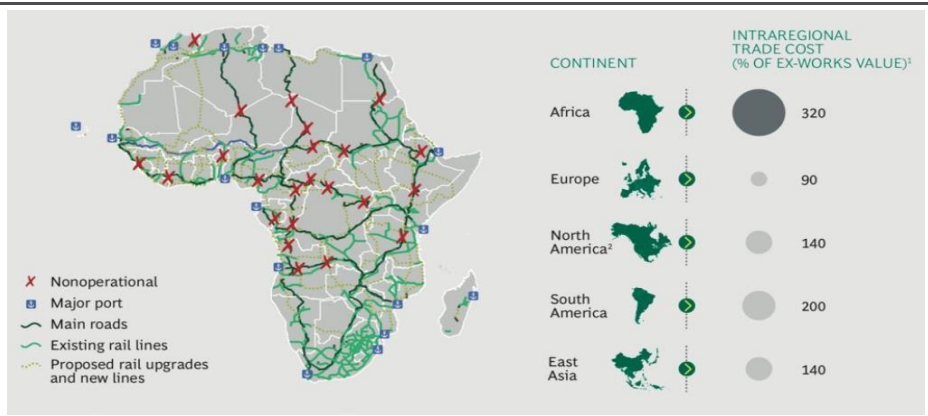 Nonoperational
Major port
Main roads
Existing rail lines
Proposed rail upgrades
and new lines
CONTINENT
INTRAREGIONAL
TRADE COST
(% OF EX-WORKS VALUE)¹
Africa
320
Europe
90
North
America²
140
South
America
200
East
Asia
140